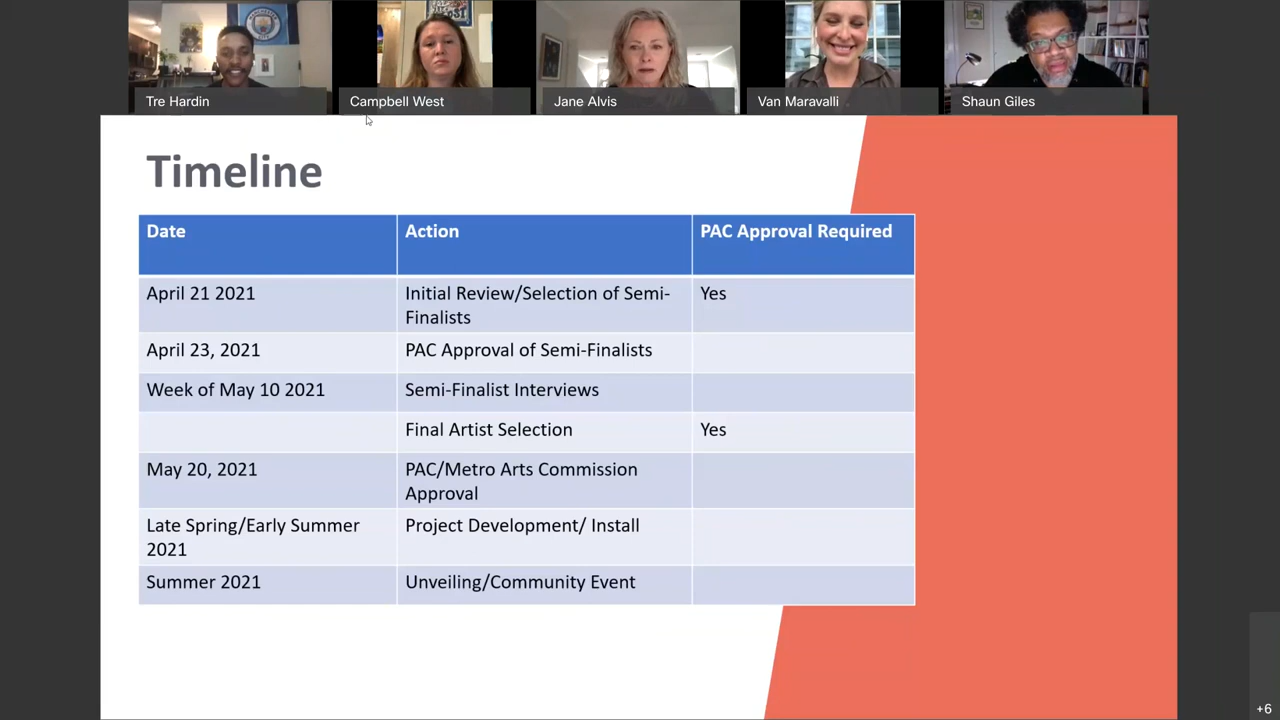 MANCHESTER
Tre Hardin
Campbell West
Jane Alvis
Van Maravalli
Shaun Giles
Timeline
Date
Action
PAC Approval Required
April 21 2021
Initial Review/Selection of Semi-
Finalists
Yes
April 23, 2021
PAC Approval of Semi-Finalists
Week of May 10 2021
Semi-Finalist Interviews
Final Artist Selection
Yes
May 20, 2021
PAC/Metro Arts Commission
Approval
Late Spring/Early Summer
2021
Project Development/ Install
Summer 2021
Unveiling/Community Event
+6